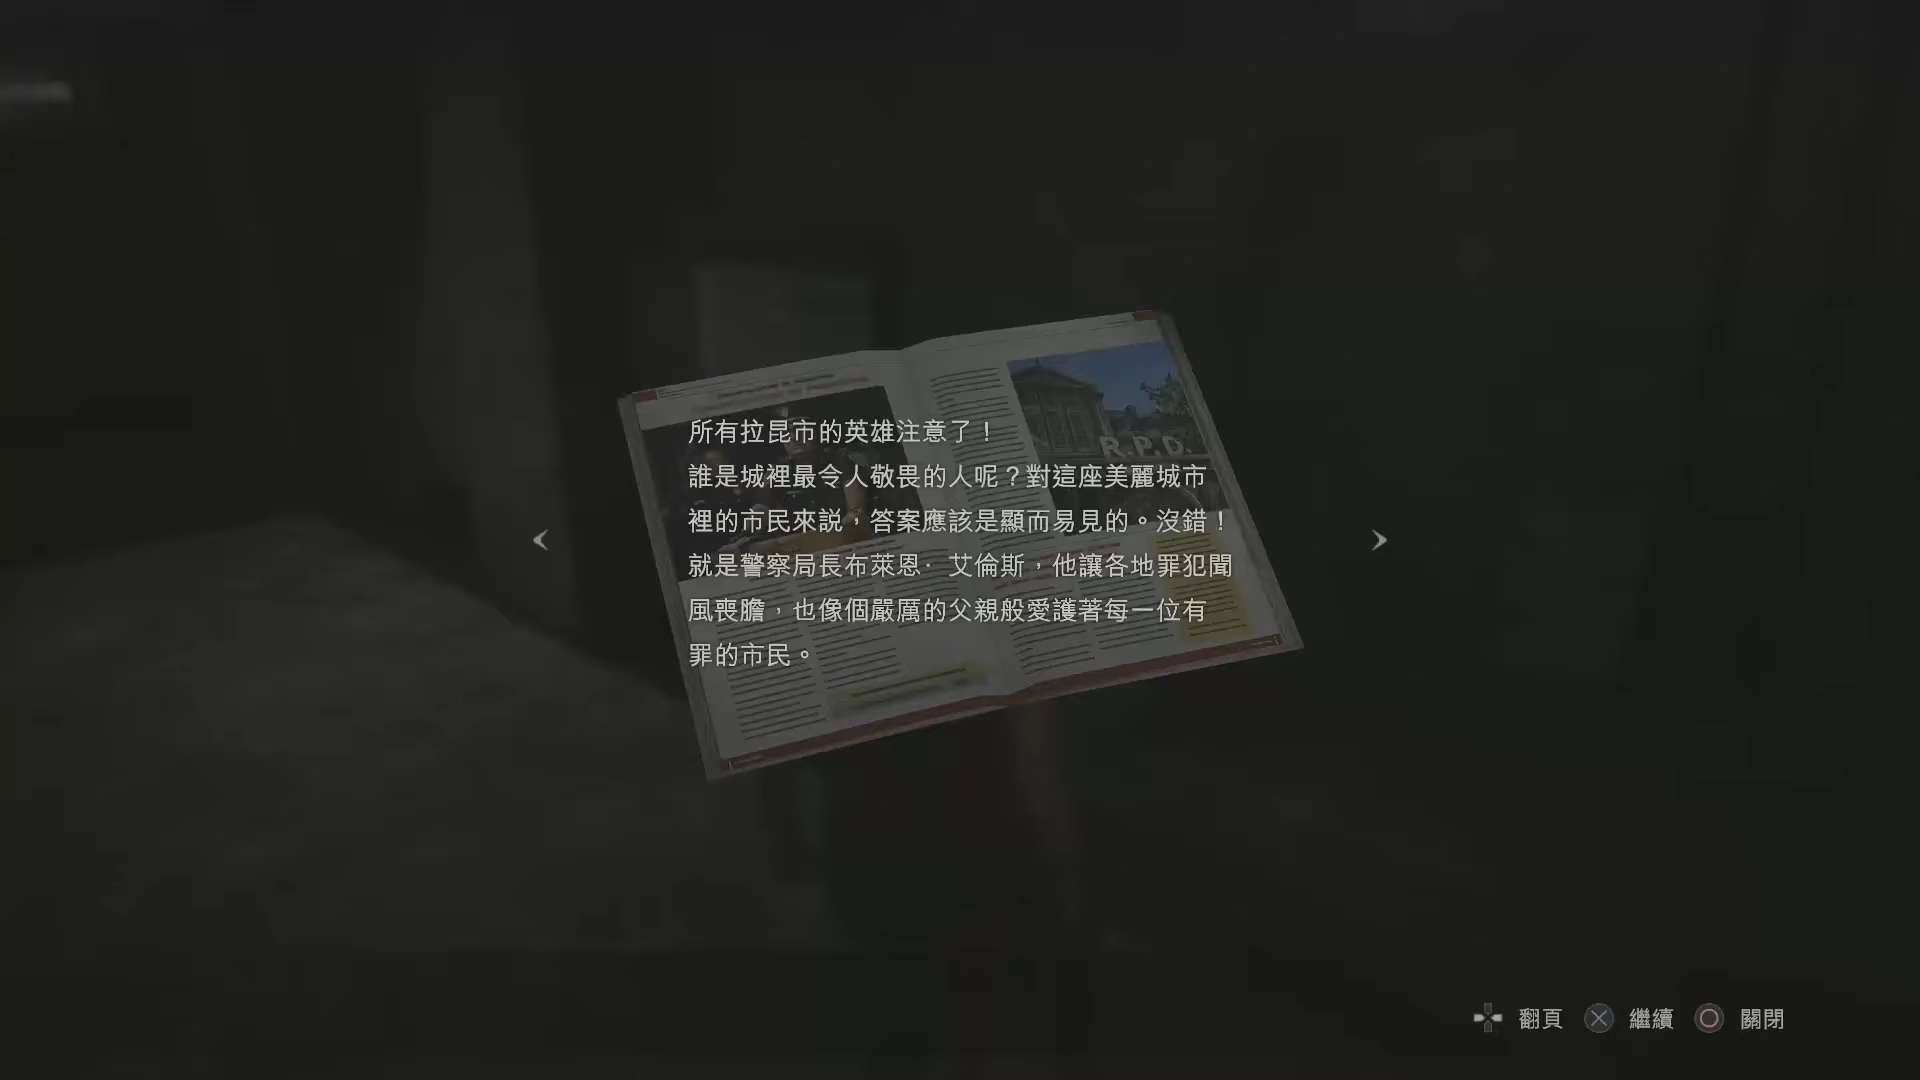 所有拉昆市的英雄注意了！
誰是城裡最令人敬畏的人呢？對這座美麗城市
裡的市民來説，答案應該是顯而易見的。沒錯！
就是警察局長布萊恩·艾倫斯，他讓各地罪犯聞
風喪膽，也像個嚴厲的父親般愛護著每一位有
罪的市民。
R.P.D.
翻頁 繼續 關閉